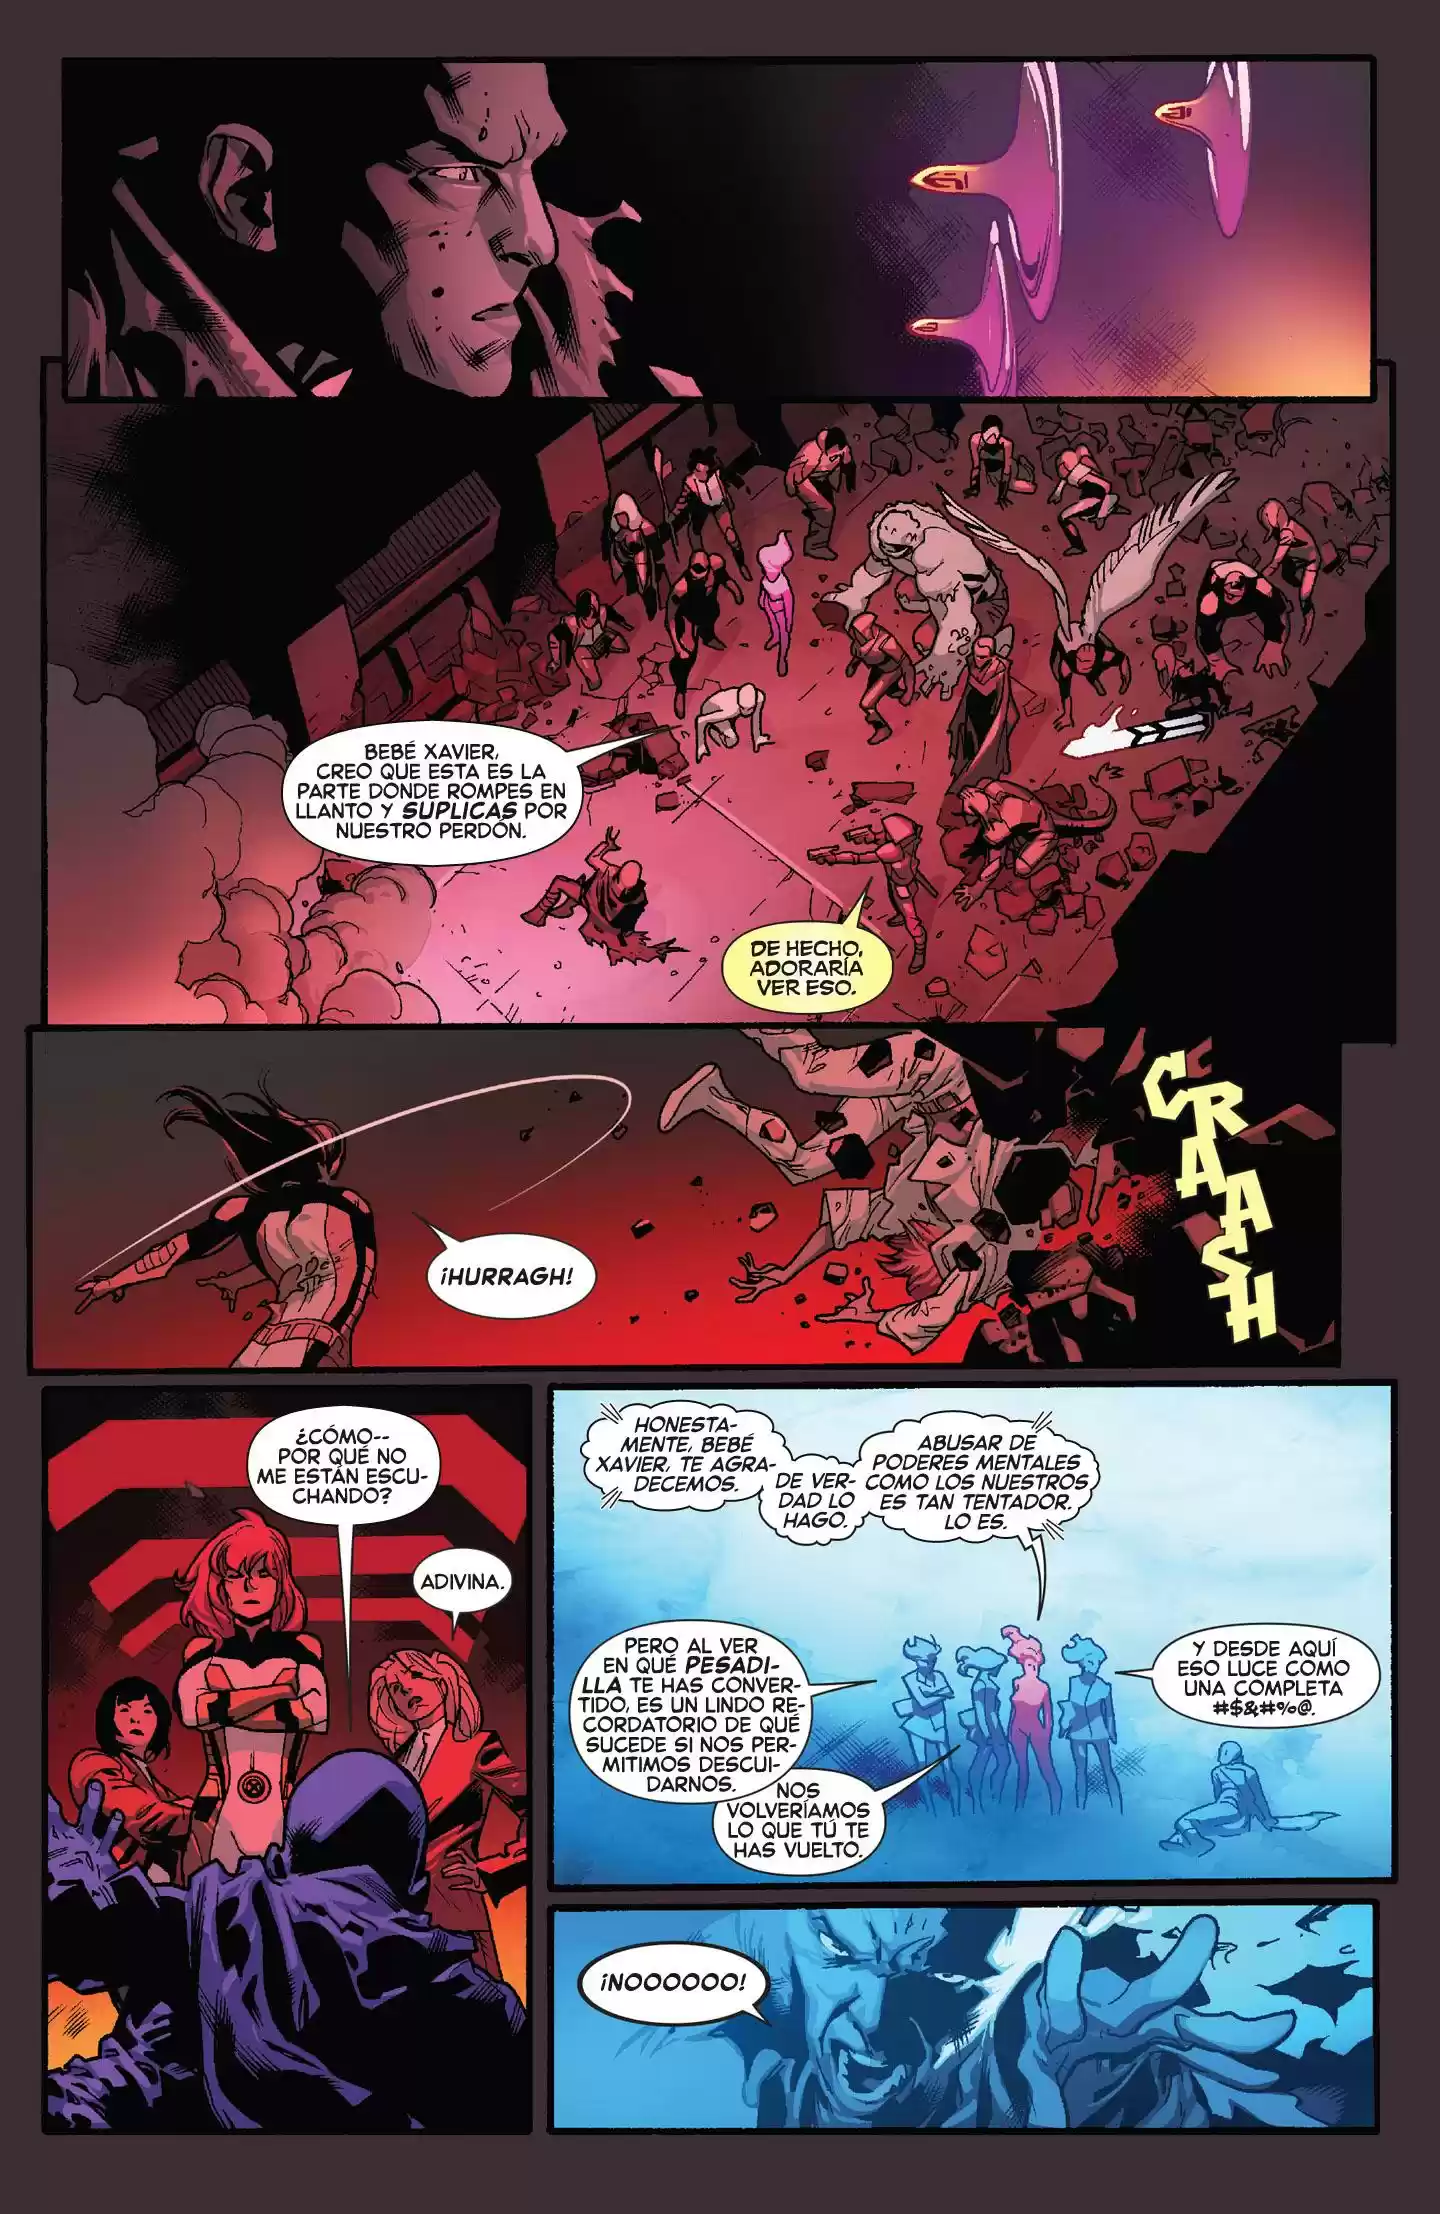 BEBÉ XAVIER,
CREO QUE ESTA ES LA
PARTE DONDE ROMPES EN
LLANTO Y SUPLICAS POR
NUESTRO PERDÓN.
DE HECHO,
ADORARÍA
VER ESO.
¡HURRAGH!
CRAASH
¿CÓMO--
POR QUÉ NO
ME ESTÁN ESCU-
CHANDO?
ADIVINA.
HONESTA-
MENTE, BEBÉ
XAVIER, TE AGRA-
DECEMOS.
DE VER-
DAD LO
HAGO.
ABUSAR DE
PODERES MENTALES
COMO LOS NUESTROS
ES TAN TENTADOR.
LO ES.
PERO AL VER
EN QUÉ PESADI-
LLA TE HAS CONVER-
TIDO, ES UN LINDO RE-
CORDATORIO DE QUÉ
SUCEDE SI NOS PER-
MITIMOS DESCUI-
DARNOS.
NOS
VOLVERÍAMOS
LO QUE TÚ TE
HAS VUELTO.
Y DESDE AQUÍ
ESO LUCE COMO
UNA COMPLETA
#$&#%@.
¡NOOOOOO!